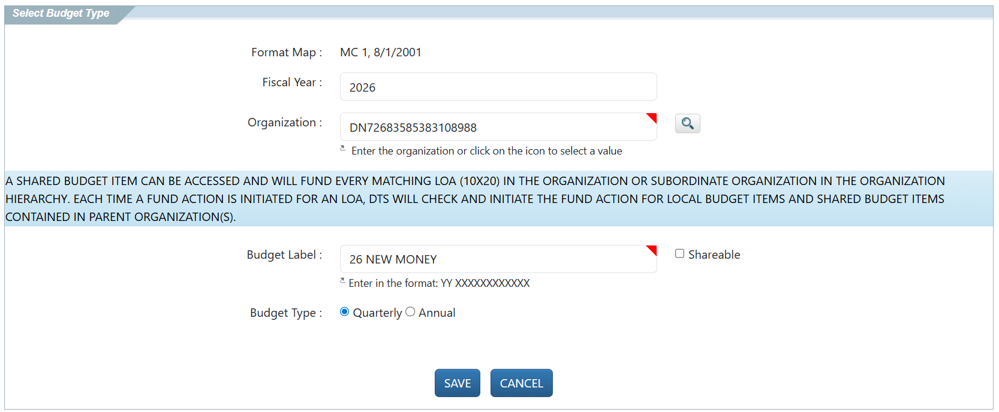 Select Budget Type
Format Map : MC 1, 8/1/2001
Fiscal Year : 2026
Organization : DN72683585383108988
Enter the organization or click on the icon to select a value
A SHARED BUDGET ITEM CAN BE ACCESSED AND WILL FUND EVERY MATCHING LOA (10X20) IN THE ORGANIZATION OR SUBORDINATE ORGANIZATION IN THE ORGANIZATION
HIERARCHY. EACH TIME A FUND ACTION IS INITIATED FOR AN LOA, DTS WILL CHECK AND INITIATE THE FUND ACTION FOR LOCAL BUDGET ITEMS AND SHARED BUDGET ITEMS
CONTAINED IN PARENT ORGANIZATION(S).
Budget Label : 26 NEW MONEY Shareable
Enter in the format: YY XXXXXXXXXXXX
Budget Type : Quarterly Annual
SAVE CANCEL